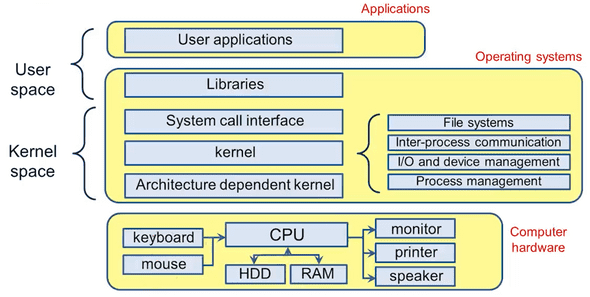 Applications
User applications
User
space
Operating systems
Libraries
System call interface
File systems
Kernel
space
kernel
Inter-process communication
I/O and device management
Architecture dependent kernel
Process management
Computer
hardware
keyboard
CPU
monitor
mouse
printer
HDD
RAM
speaker